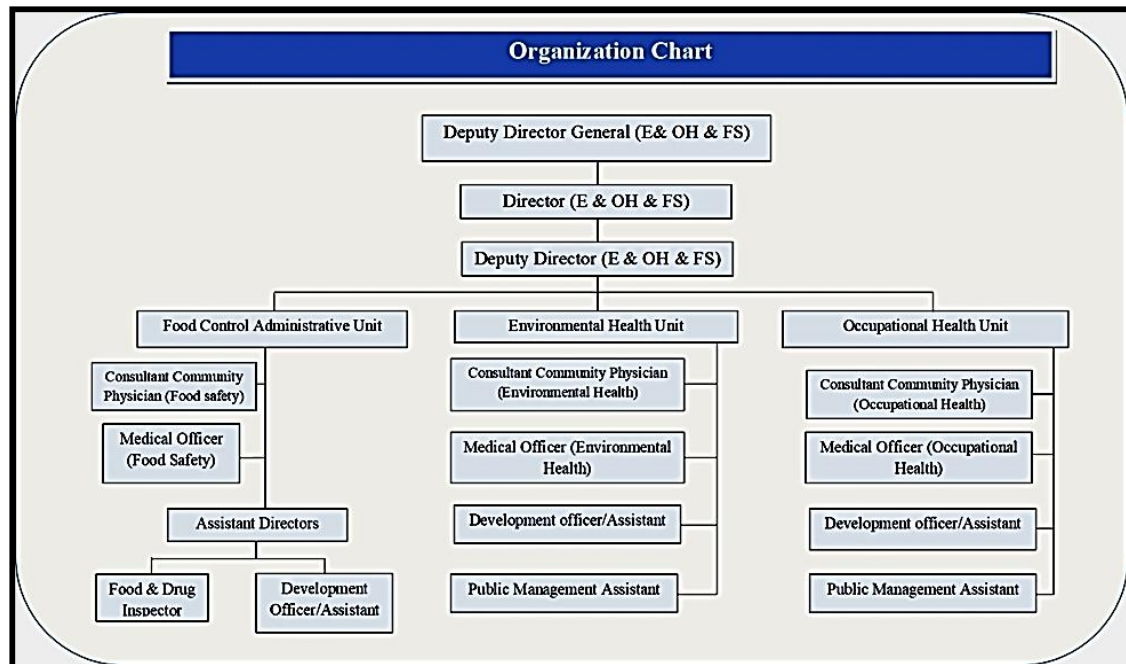 Organization Chart
Deputy Director General (E& OH & FS)
Director (E & OH & FS)
Deputy Director (E & OH & FS)
Food Control Administrative Unit
Consultant Community
Physician (Food safety)
Medical Officer
(Food Safety)
Assistant Directors
Food & Drug
Inspector
Development
Officer/Assistant
Environmental Health Unit
Consultant Community Physician
(Environmental Health)
Medical Officer (Environmental
Health)
Development officer/Assistant
Public Management Assistant
Occupational Health Unit
Consultant Community Physician
(Occupational Health)
Medical Officer (Occupational
Health)
Development officer/Assistant
Public Management Assistant